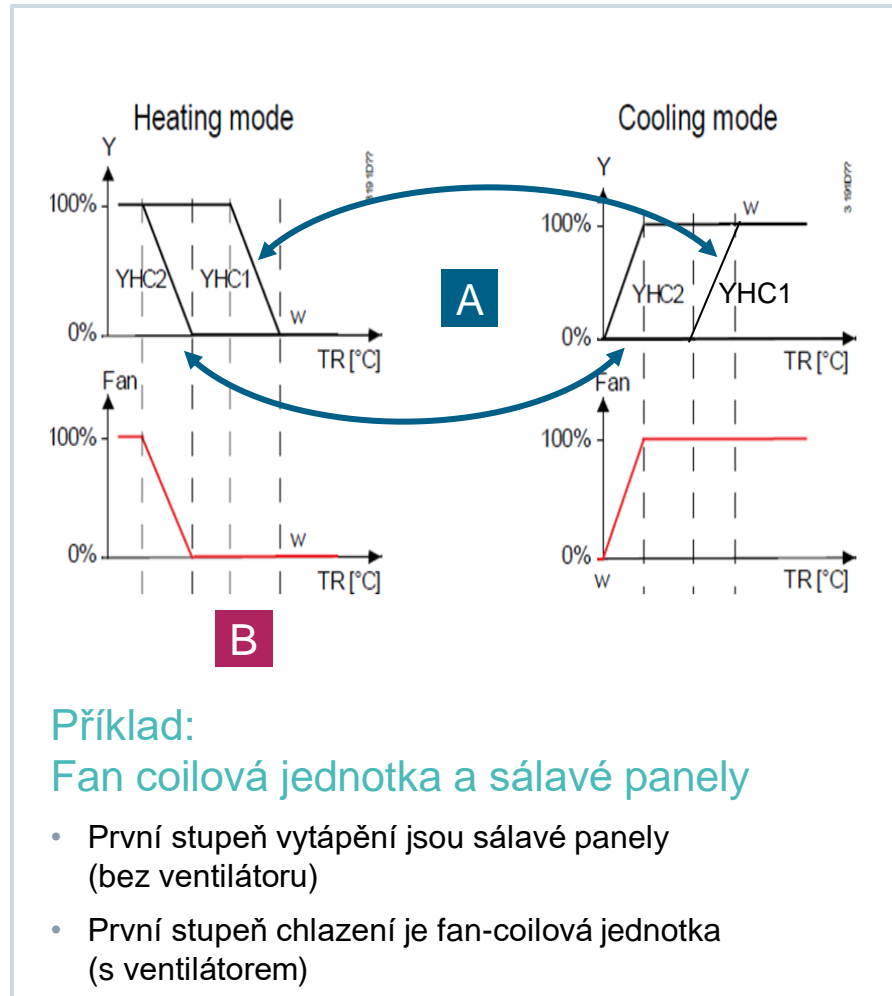 Heating mode
Cooling mode
Y
Y
3 191D??
100%
W
100%
YHC2
YHC1
A
YHC2
YHC1
W
0%
0%
TR [°C]
TR [°C]
Fan
Fan
100%
100%
0%
W
0%
TR [°C]
W
TR [°C]
B
Příklad:
Fan coilová jednotka a sálavé panely
• První stupeň vytápění jsou sálavé panely
(bez ventilátoru)
• První stupeň chlazení je fan-coilová jednotka
(s ventilátorem)